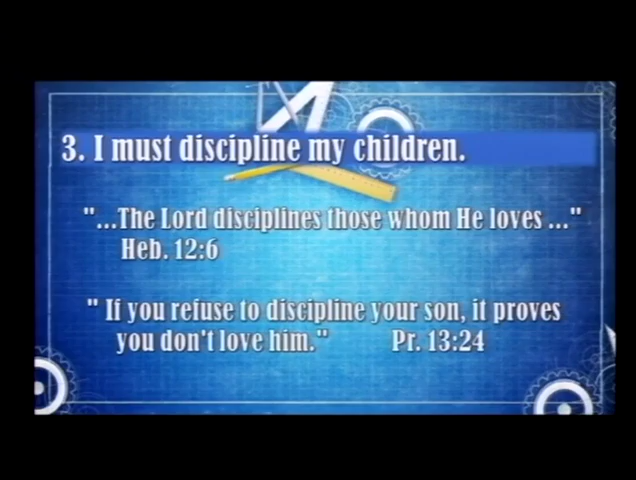 3. I must discipline my children.
"...The Lord disciplines those whom He loves ..."
Heb. 12:6
" If you refuse to discipline your son, it proves
you don't love him." Pr. 13:24